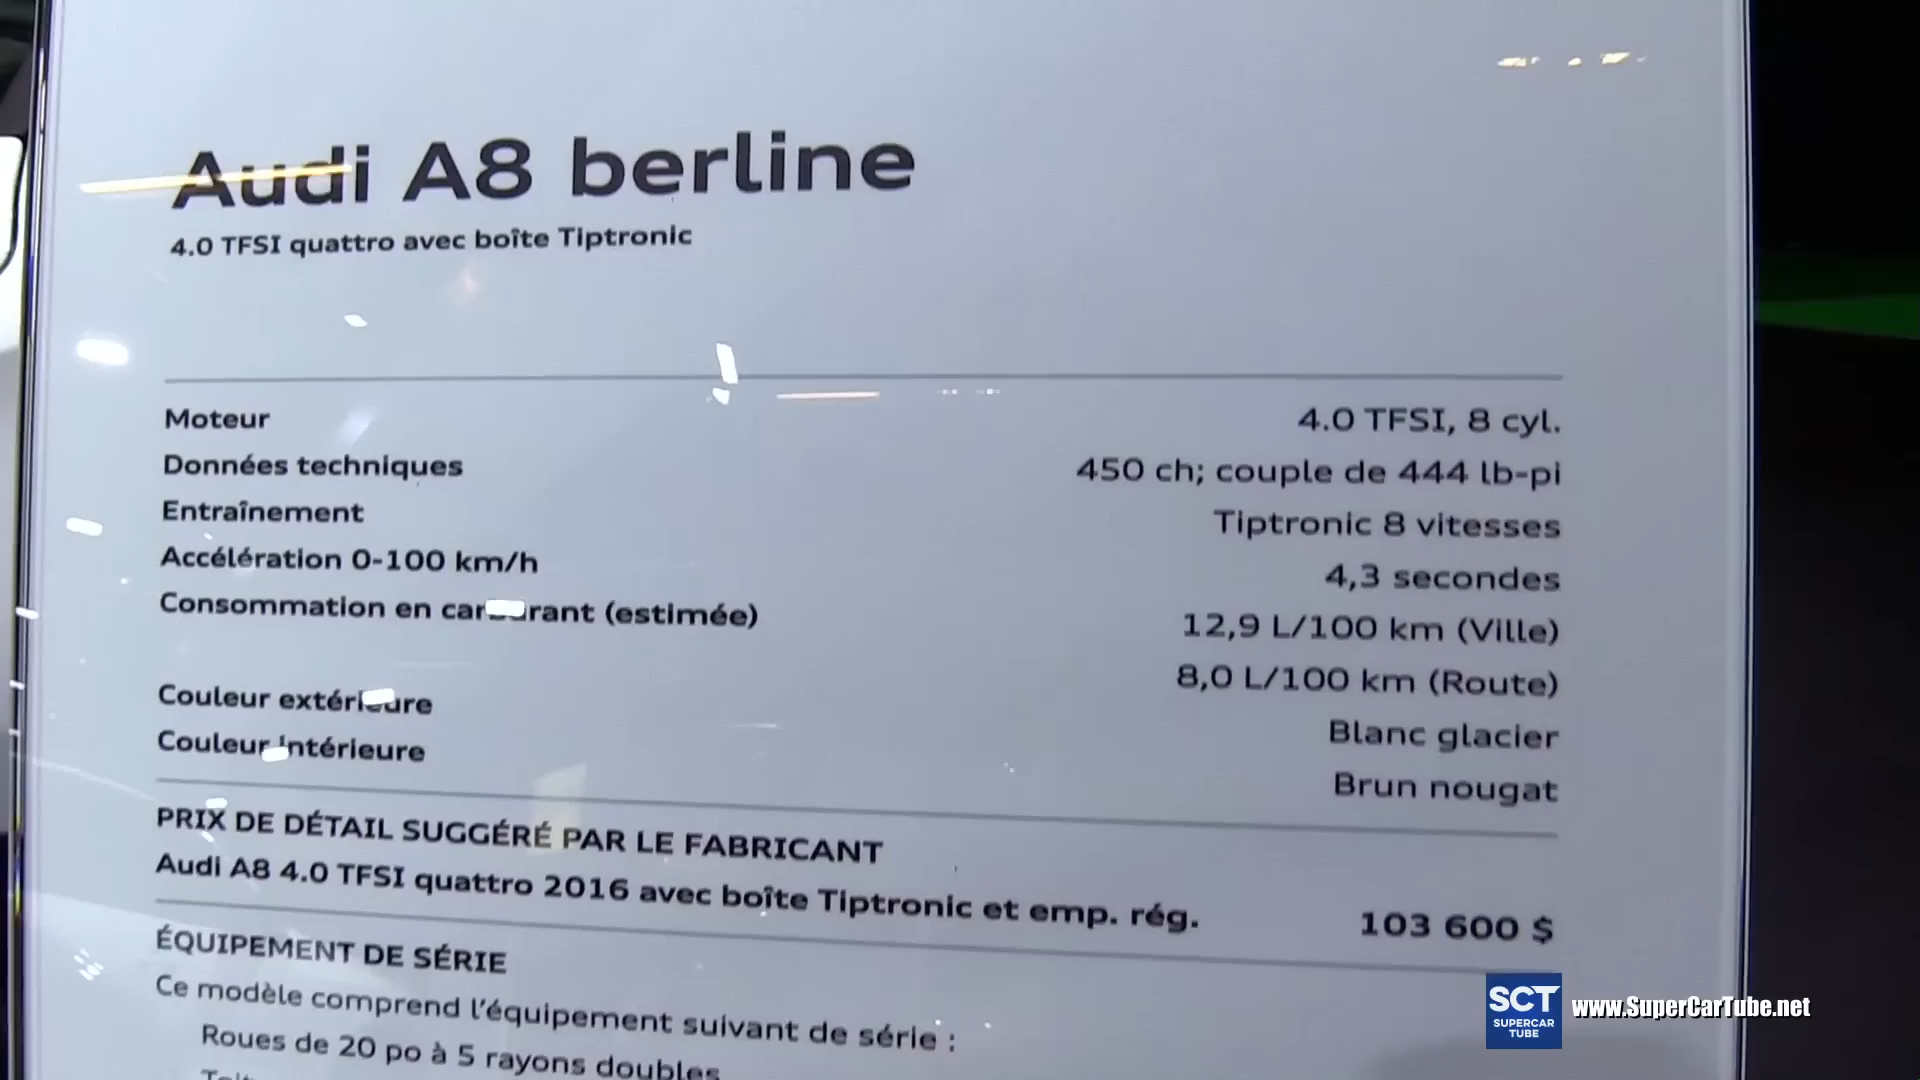 Audi A8 berline
4.0 TFSI quattro avec boîte Tiptronic
Moteur 4.0 TFSI, 8 cyl.
Données techniques 450 ch; couple de 444 lb-pi
Entraînement Tiptronic 8 vitesses
Accélération 0-100 km/h 4,3 secondes
Consommation en carburant (estimée) 12,9 L/100 km (Ville)
8,0 L/100 km (Route)
Couleur extérieure Blanc glacier
Couleur intérieure Brun nougat
PRIX DE DÉTAIL SUGGÉRÉ PAR LE FABRICANT
Audi A8 4.0 TFSI quattro 2016 avec boîte Tiptronic et emp. rég. 103 600 $
ÉQUIPEMENT DE SÉRIE
Ce modèle comprend l'équipement suivant de série :
Roues de 20 po à 5 rayons doubles
SCT
SUPERCAR
TUBE
www.SuperCarTube.net